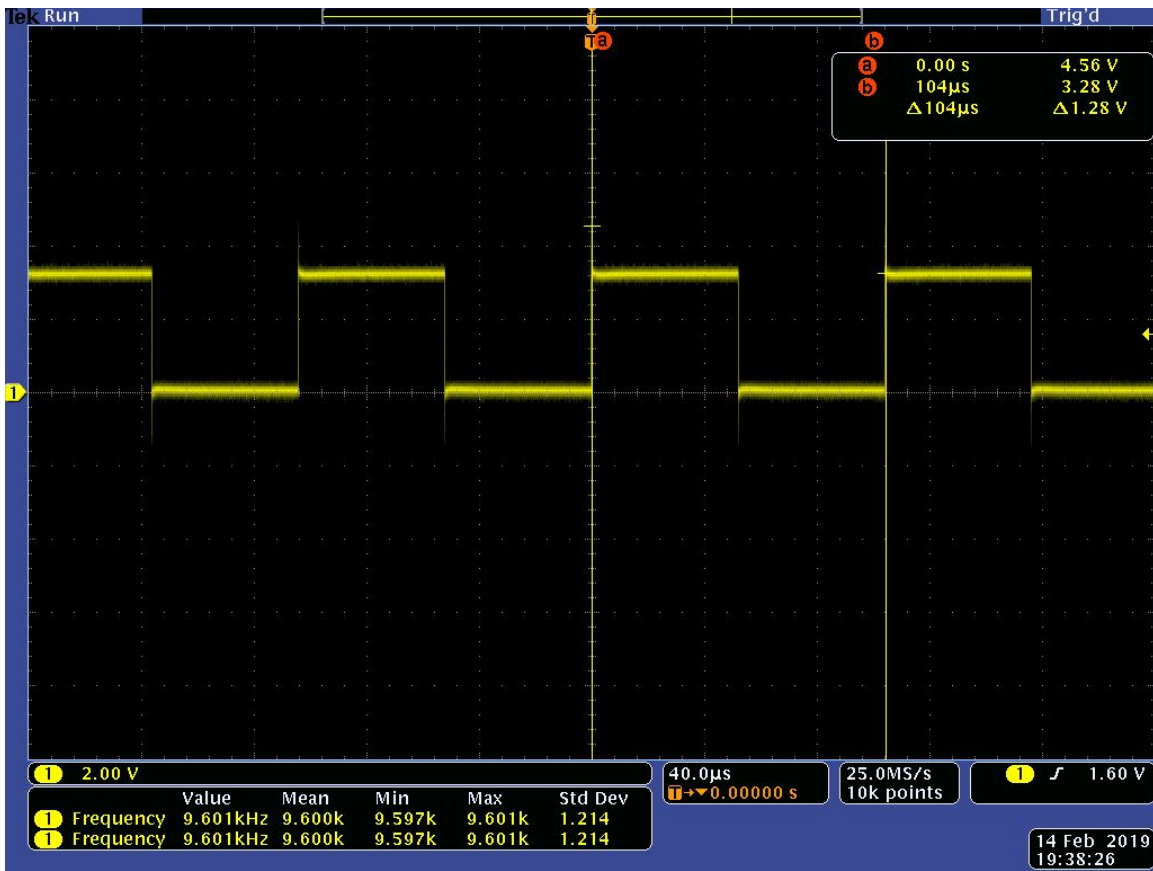 Tek Run Trig'd
T
T a b
a 0.00 s 4.56 V
b 104µs 3.28 V
Δ104µs Δ1.28 V
1
1 2.00 V 40.0µs 25.0MS/s 1 1.60 V
T→▼0.00000 s 10k points
Value Mean Min Max Std Dev
1 Frequency 9.601kHz 9.600k 9.597k 9.601k 1.214
1 Frequency 9.601kHz 9.600k 9.597k 9.601k 1.214
14 Feb 2019
19:38:26